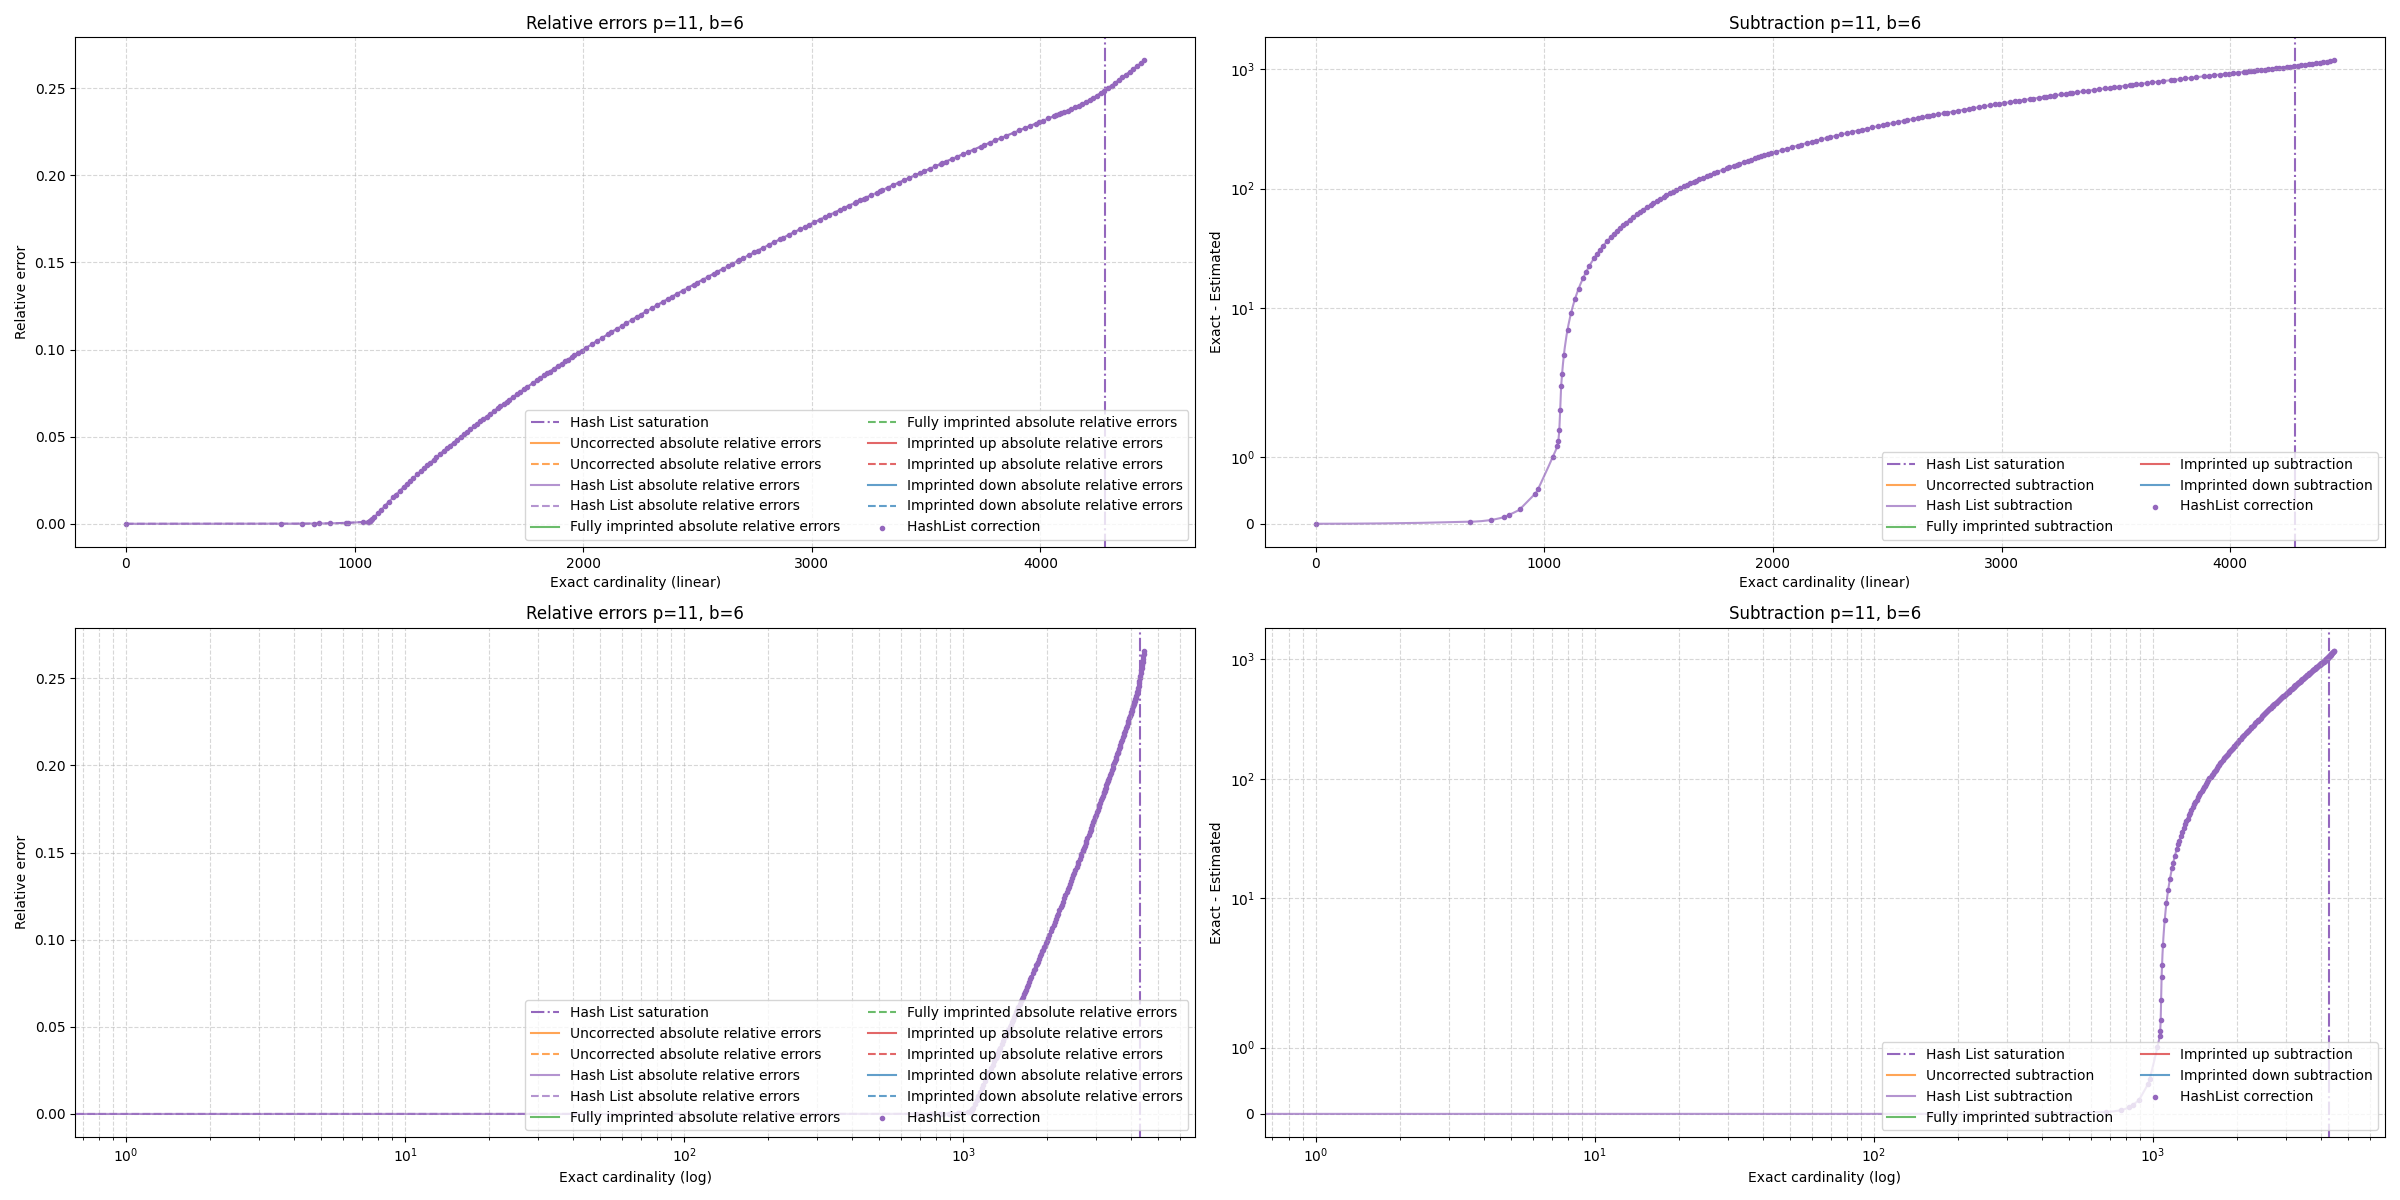 Relative errors p=11, b=6
Relative error
0.25
0.20
0.15
0.10
0.05
0.00
Hash List saturation
Uncorrected absolute relative errors
Uncorrected absolute relative errors
Hash List absolute relative errors
Hash List absolute relative errors
Fully imprinted absolute relative errors
Fully imprinted absolute relative errors
Imprinted up absolute relative errors
Imprinted up absolute relative errors
Imprinted down absolute relative errors
Imprinted down absolute relative errors
HashList correction
0 1000 2000 3000 4000
Exact cardinality (linear)
Subtraction p=11, b=6
Exact - Estimated
10³
10²
10¹
10⁰
0
Hash List saturation
Uncorrected subtraction
Hash List subtraction
Fully imprinted subtraction
Imprinted up subtraction
Imprinted down subtraction
HashList correction
0 1000 2000 3000 4000
Exact cardinality (linear)
Relative errors p=11, b=6
Relative error
0.25
0.20
0.15
0.10
0.05
0.00
Hash List saturation
Uncorrected absolute relative errors
Uncorrected absolute relative errors
Hash List absolute relative errors
Hash List absolute relative errors
Fully imprinted absolute relative errors
Fully imprinted absolute relative errors
Imprinted up absolute relative errors
Imprinted up absolute relative errors
Imprinted down absolute relative errors
Imprinted down absolute relative errors
HashList correction
10⁰ 10¹ 10² 10³
Exact cardinality (log)
Subtraction p=11, b=6
Exact - Estimated
10³
10²
10¹
10⁰
0
Hash List saturation
Uncorrected subtraction
Hash List subtraction
Fully imprinted subtraction
Imprinted up subtraction
Imprinted down subtraction
HashList correction
10⁰ 10¹ 10² 10³
Exact cardinality (log)